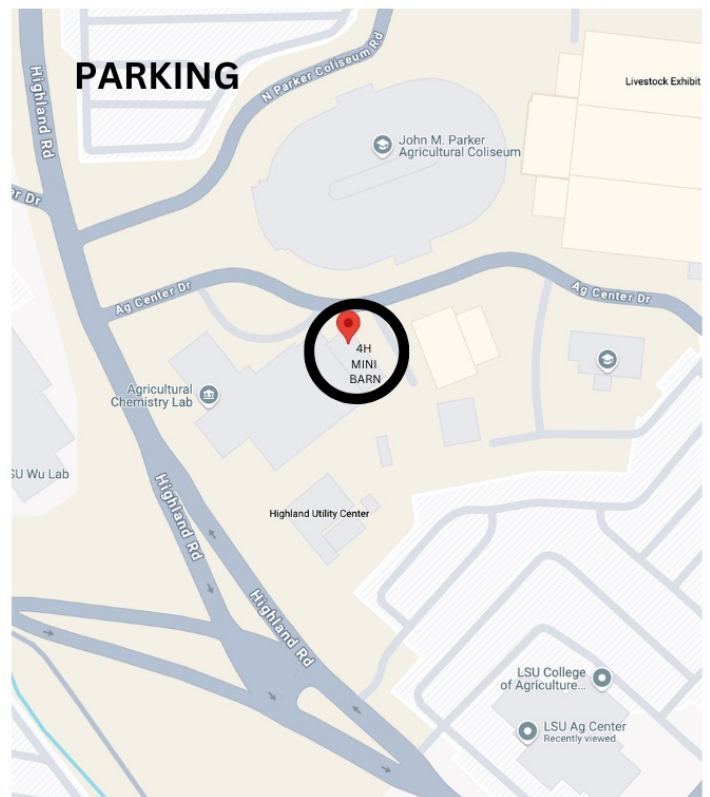 PARKING
Highland Rd
N Parker Coliseum Rd
Livestock Exhibit
John M. Parker
Agricultural Coliseum
r Dr
Ag Center Dr
Ag Center Dr
4H
MINI
BARN
Agricultural
Chemistry Lab
SU Wu Lab
Highland Utility Center
Highland Rd
Highland Rd
LSU College
of Agriculture...
LSU Ag Center
Recently viewed